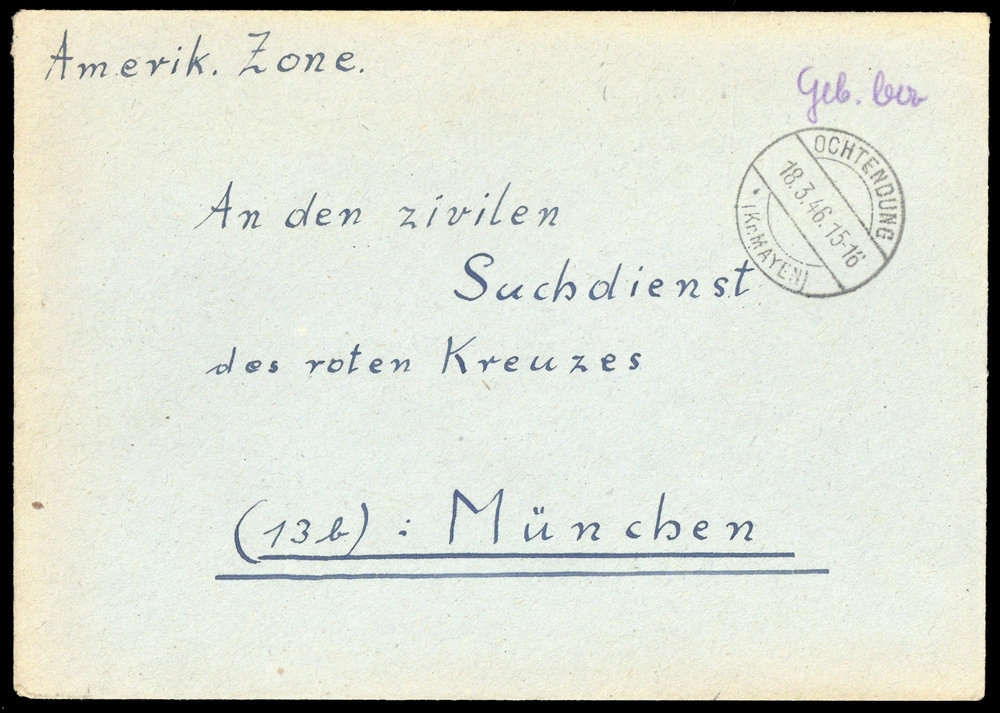 Amerik. Zone.
Geb. bez
OCHTENDUNG
18.3.46.15-16
* (Kr. MAYEN)
An den zivilen
Suchdienst
des roten Kreuzes
(13b): München